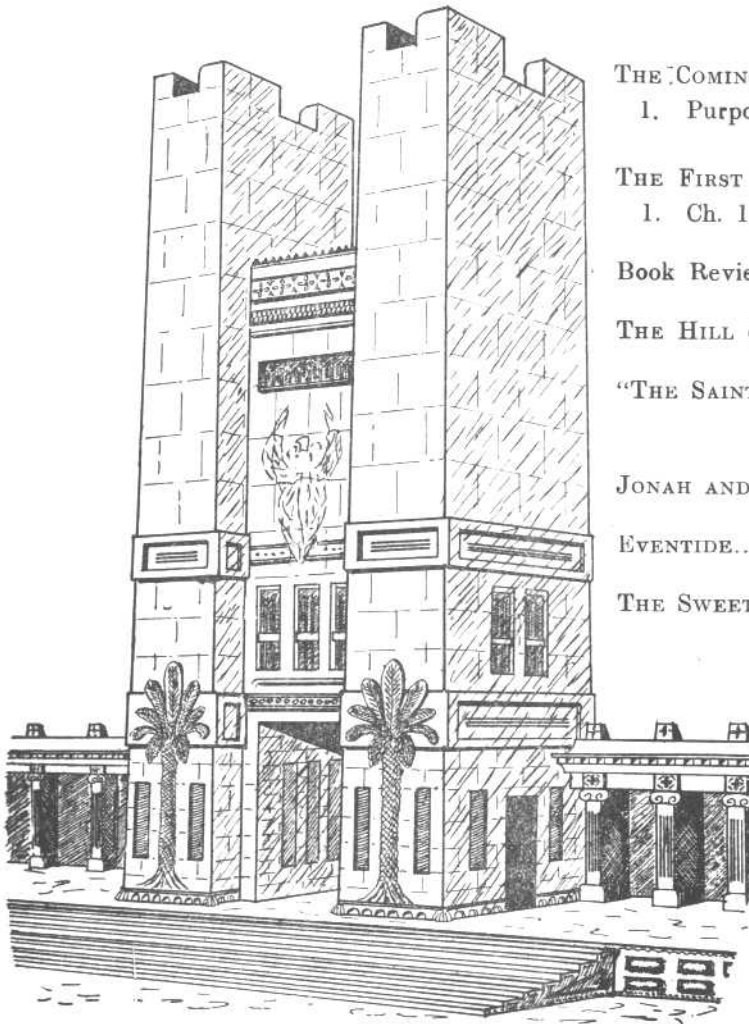 THE COMIN
1. Purpo
THE FIRST
1. Ch. 1
Book Revie
THE HILL
"THE SAINT
JONAH AND
EVENTIDE..
THE SWEET